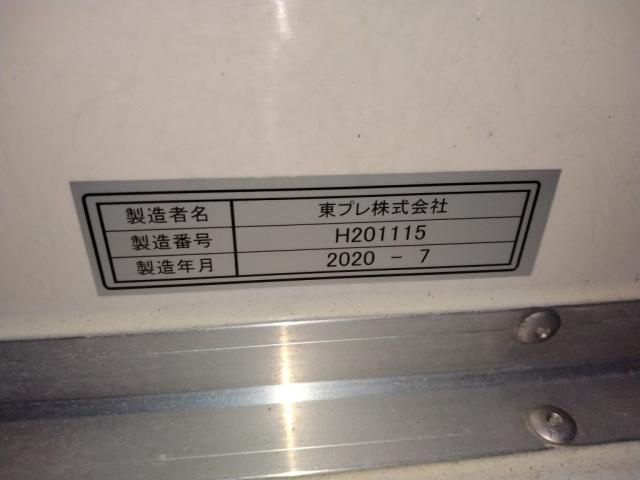 製造者名 東プレ株式会社
製造番号 H201115
製造年月 2020 - 7